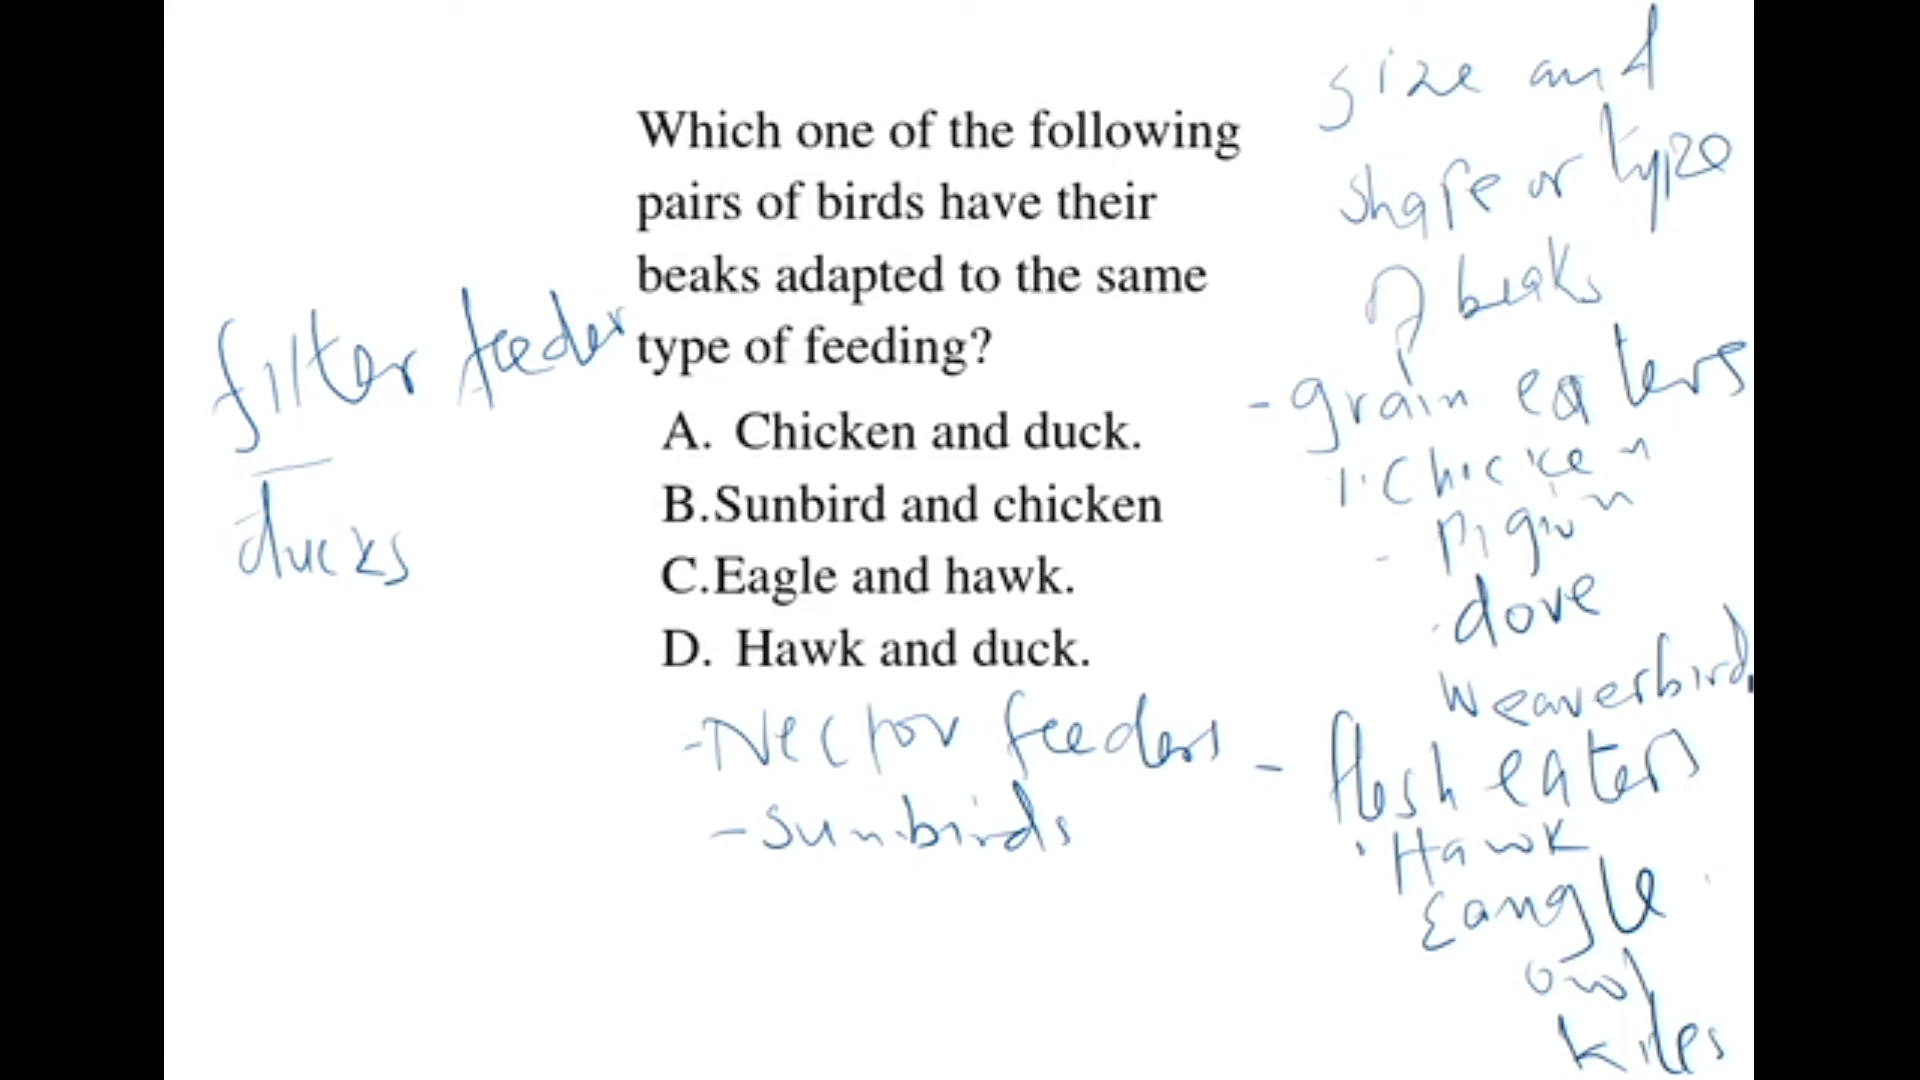 Which one of the following
pairs of birds have their
beaks adapted to the same
type of feeding?
A. Chicken and duck.
B.Sunbird and chicken
C.Eagle and hawk.
D. Hawk and duck.
filter feeder
ducks
size and
shape or type
of beaks
- grain eaters
1. Chicken
- Pigion
. dove
weaverbird
- flesh eaters
. Hawk
Eangle
owl
kites
- Nector feeders
- sunbirds